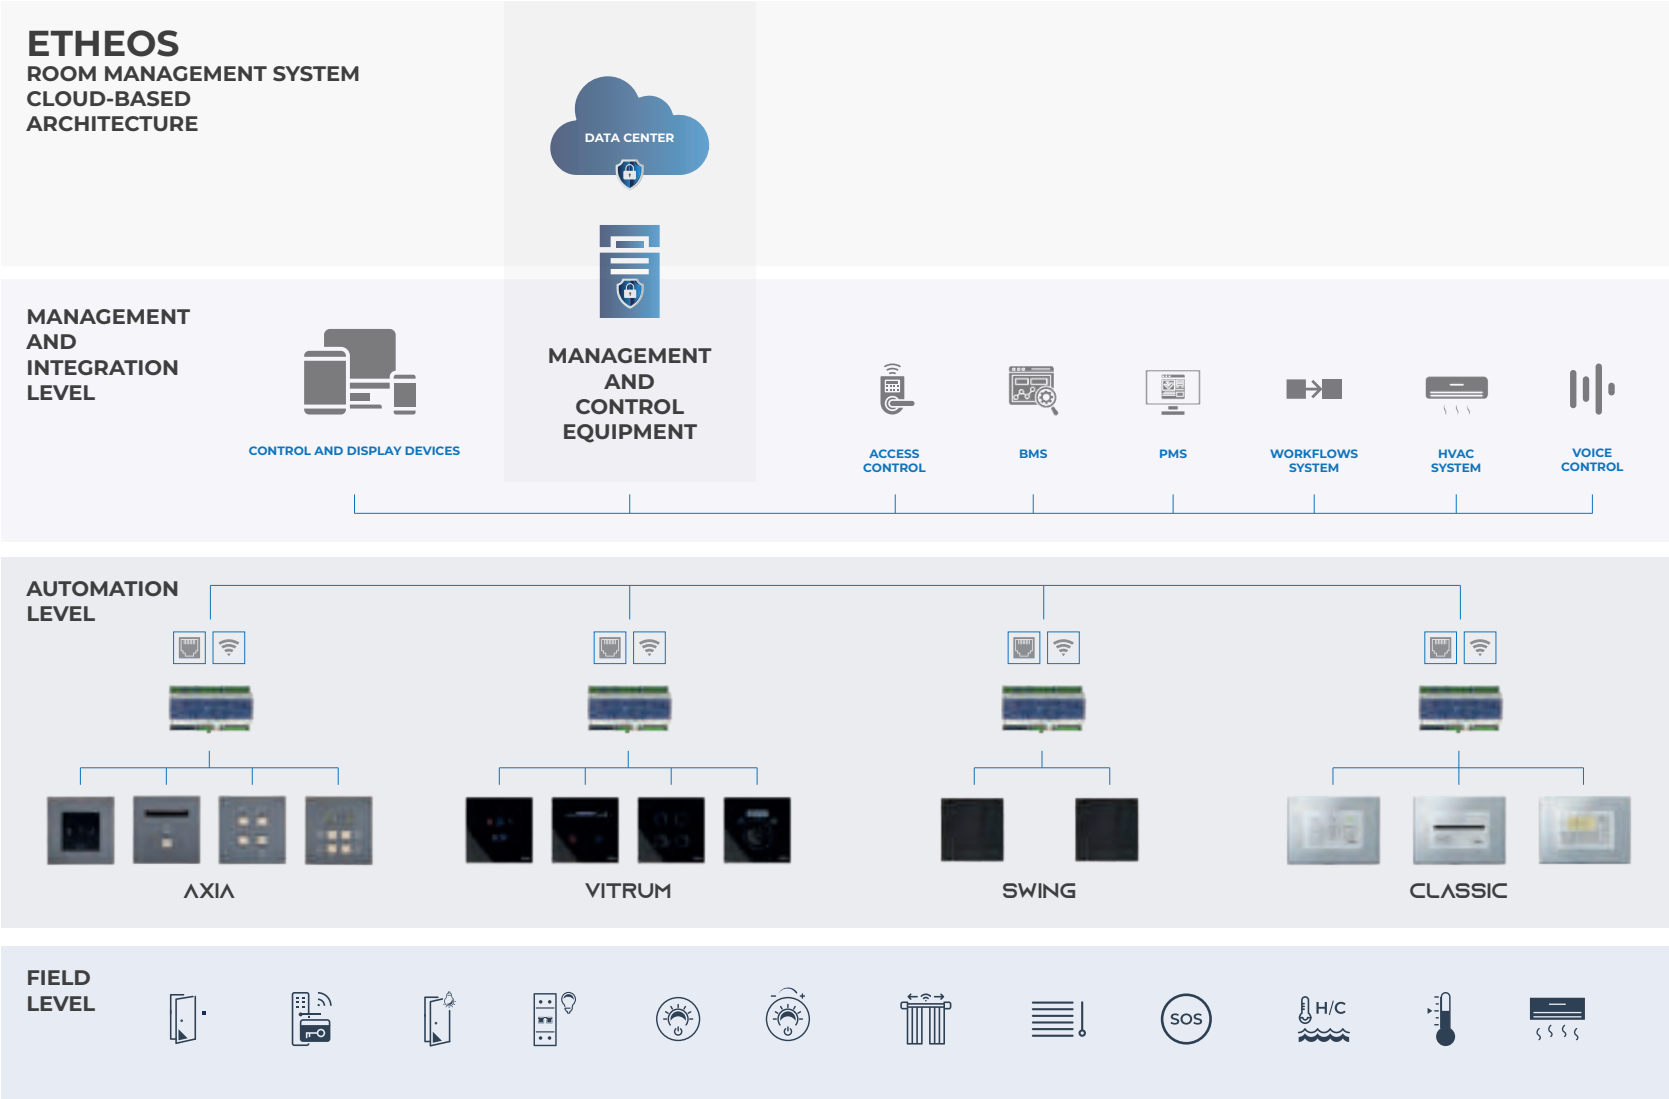 ETHEOS
ROOM MANAGEMENT SYSTEM
CLOUD-BASED
ARCHITECTURE
DATA CENTER
MANAGEMENT
AND
INTEGRATION
LEVEL
CONTROL AND DISPLAY DEVICES
MANAGEMENT
AND
CONTROL
EQUIPMENT
ACCESS
CONTROL
BMS
PMS
WORKFLOWS
SYSTEM
HVAC
SYSTEM
VOICE
CONTROL
AUTOMATION
LEVEL
AXIA
VITRUM
SWING
CLASSIC
FIELD
LEVEL
SOS
H/C